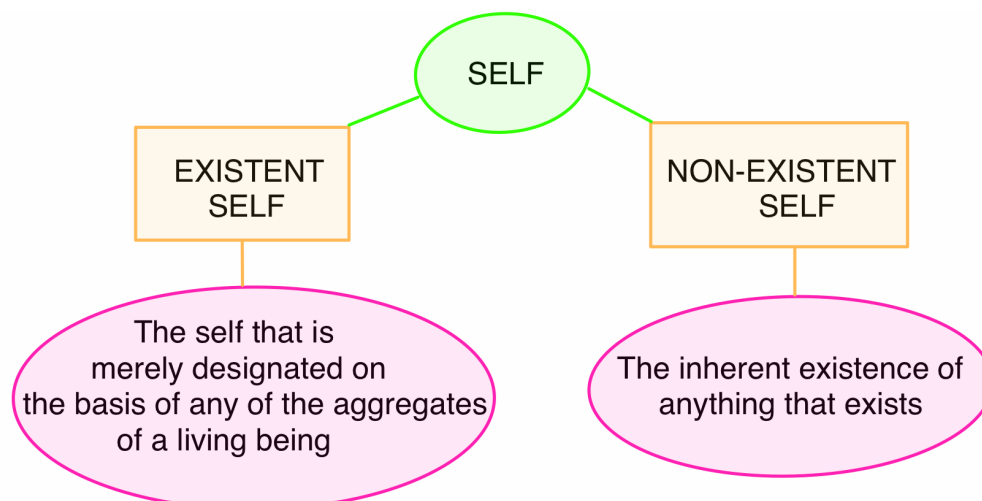 SELF
EXISTENT
SELF
NON-EXISTENT
SELF
The self that is
merely designated on
the basis of any of the aggregates
of a living being
The inherent existence of
anything that exists